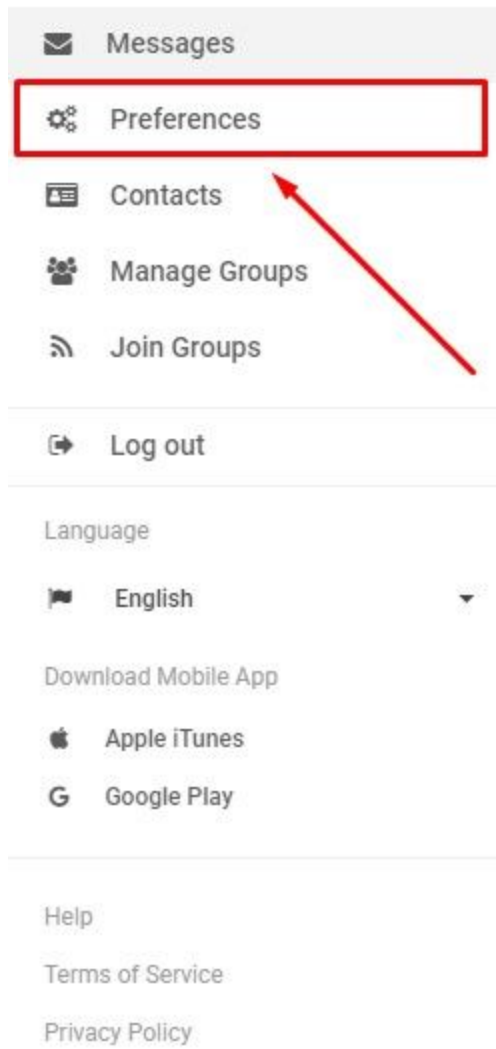 Messages
Preferences
Contacts
Manage Groups
Join Groups
Log out
Language
English
Download Mobile App
Apple iTunes
Google Play
Help
Terms of Service
Privacy Policy